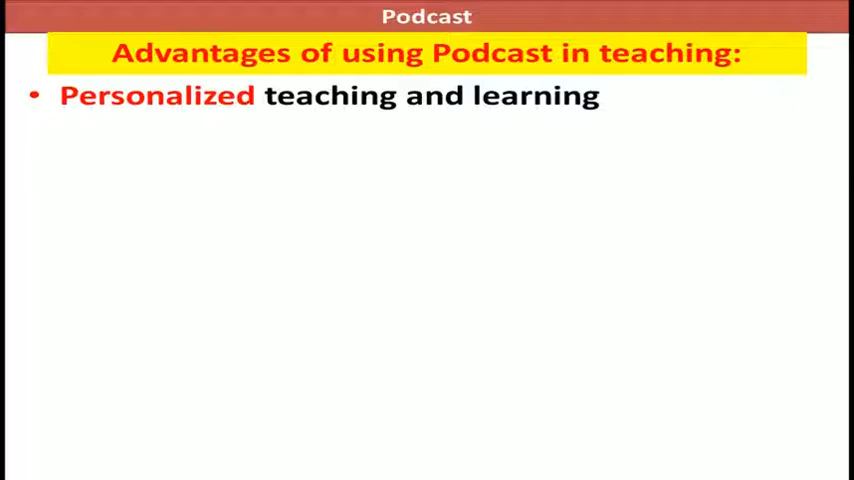 Podcast
Advantages of using Podcast in teaching:
• Personalized teaching and learning